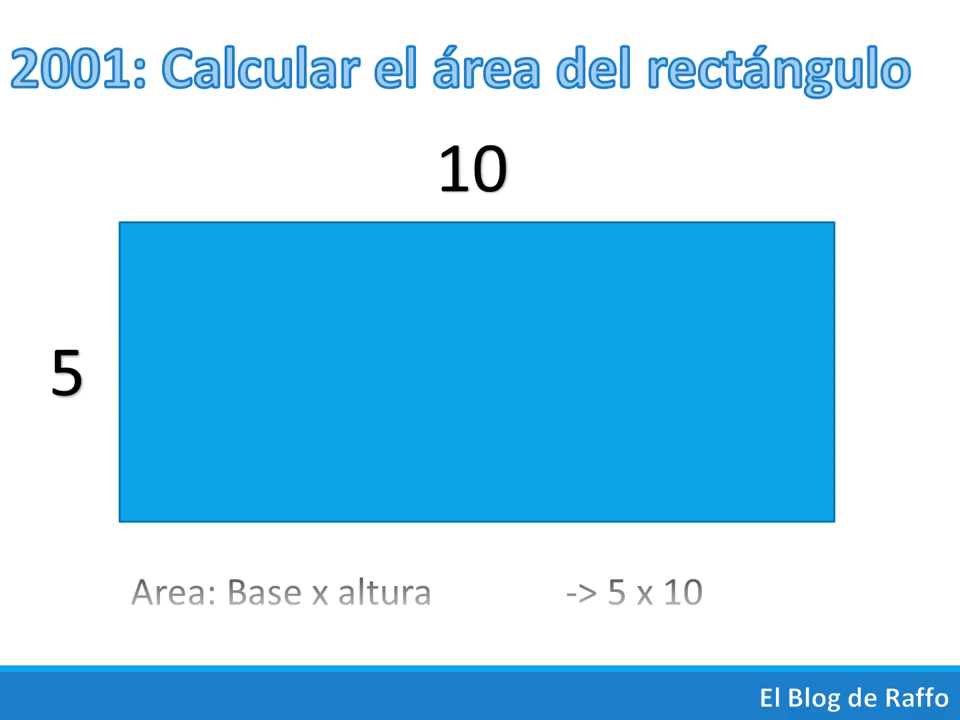 2001: Calcular el área del rectángulo
10
5
Area: Base x altura -> 5 x 10
El Blog de Raffo